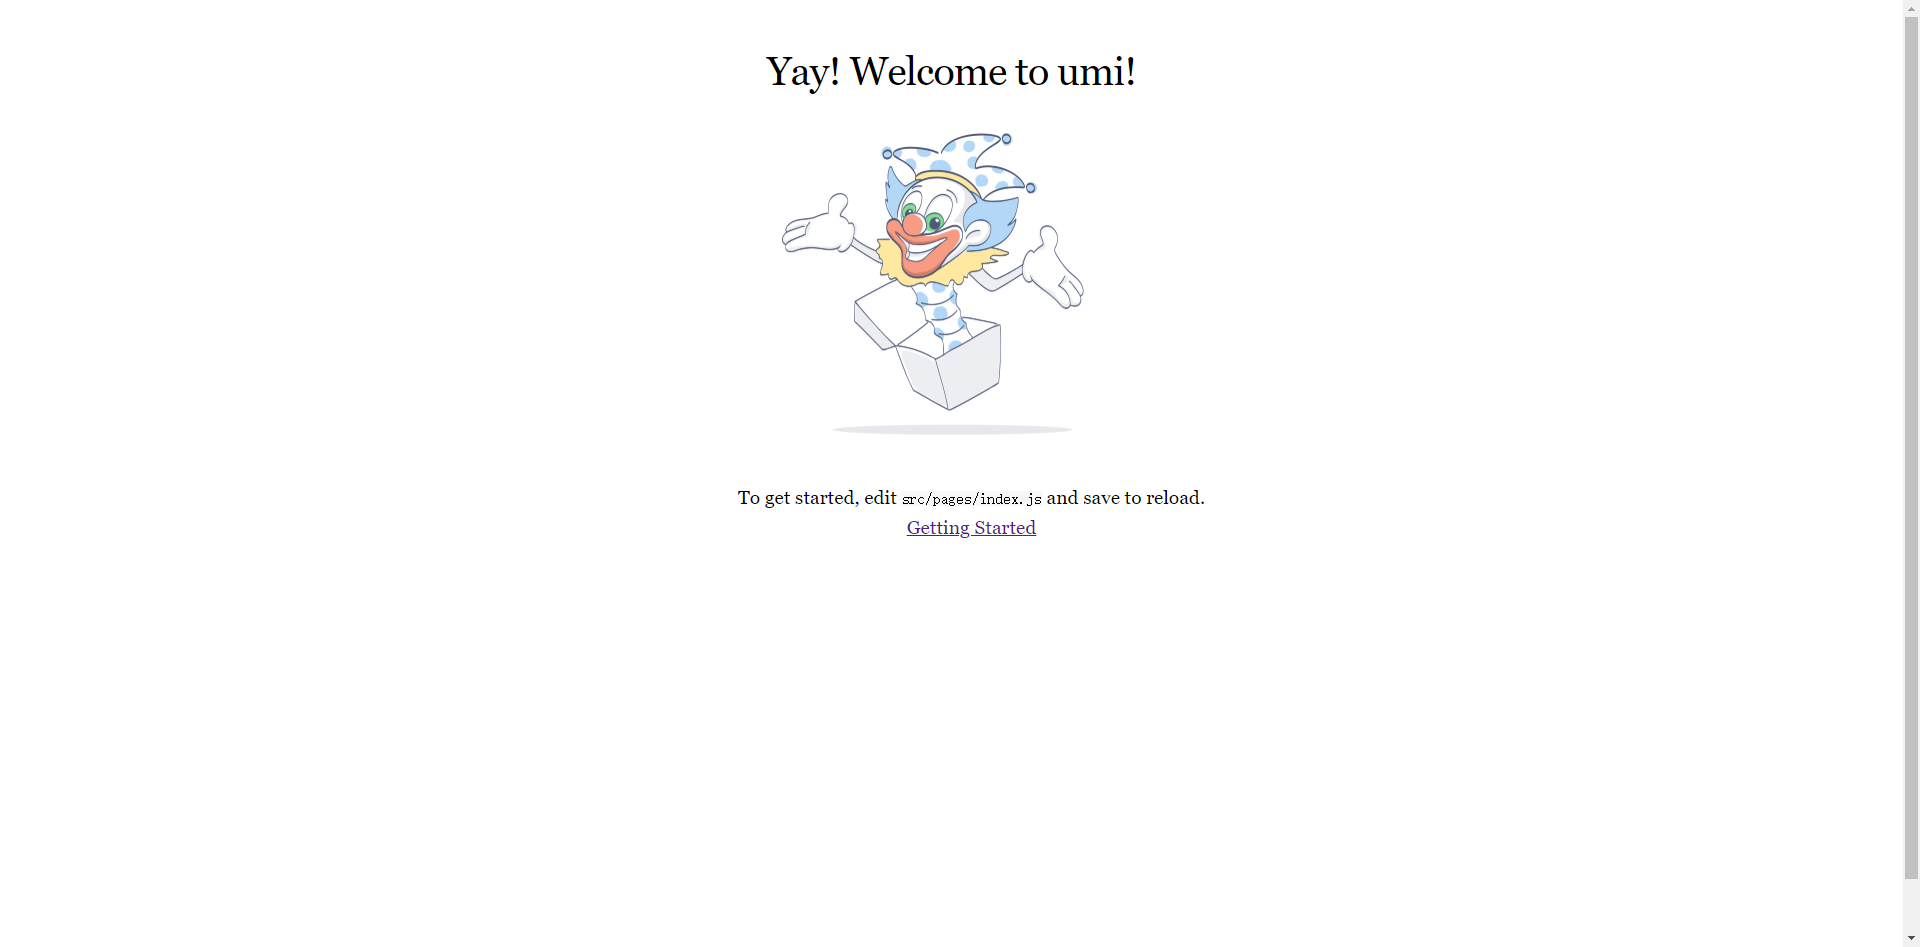 Yay! Welcome to umi!
To get started, edit src/pages/index.js and save to reload.
Getting Started